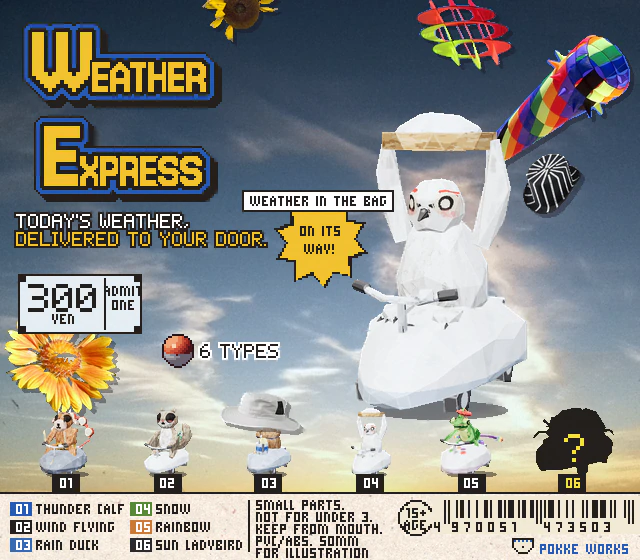 WEATHER
EXPRESS
TODAY'S WEATHER,
DELIVERED TO YOUR DOOR.
WEATHER IN THE BAG
ON ITS
WAY!
300
YEN
ADMIT
ONE
6 TYPES
?
01
02
03
04
05
06
01 THUNDER CALF
02 WIND FLYING
03 RAIN DUCK
04 SNOW
05 RAINBOW
06 SUN LADYBIRD
SMALL PARTS.
NOT FOR UNDER 3.
KEEP FROM MOUTH.
PVC/ABS. 50MM
FOR ILLUSTRATION
15+
AGE
4 970051 473503
POKKE WORKS